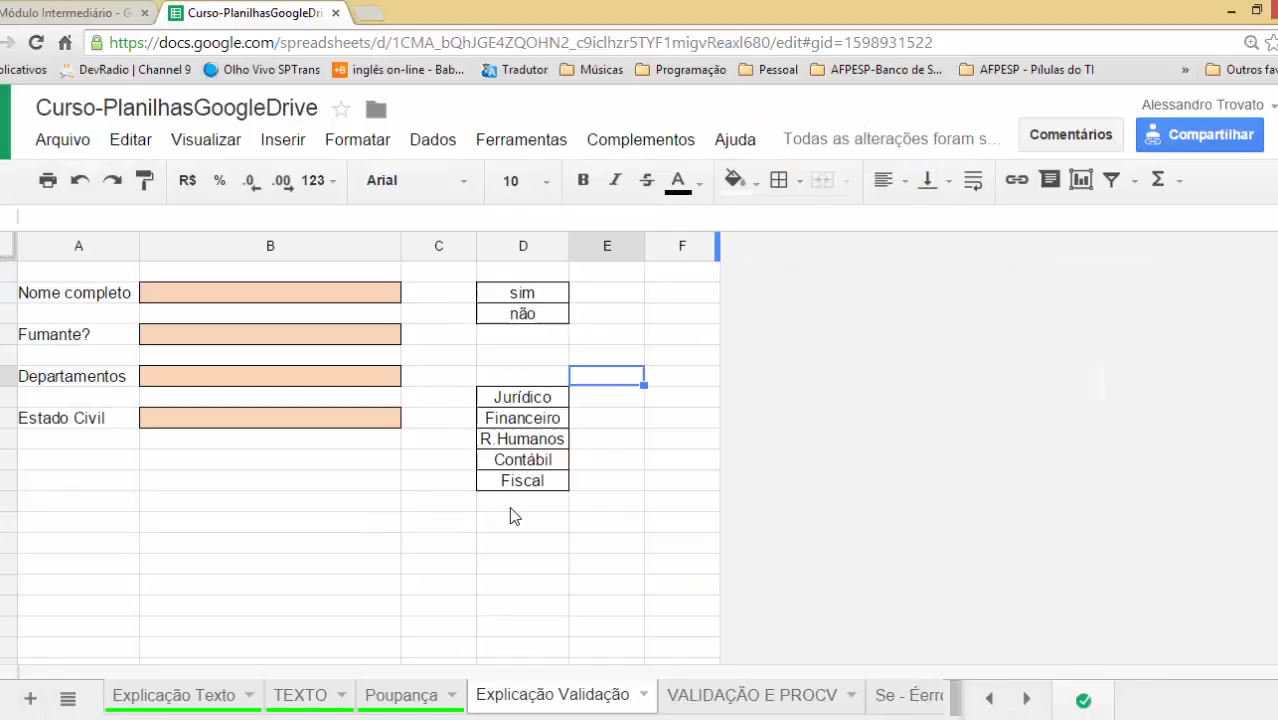 Módulo Intermediário - G
Curso-PlanilhasGoogleDri
https://docs.google.com/spreadsheets/d/1CMA_bQhJGE4ZQOHN2_c9iclhzr5TYF1migvReaxl680/edit#gid=1598931522
olicativos DevRadio | Channel 9 Olho Vivo SPTrans +B inglês on-line - Bab... Tradutor Músicas Programação Pessoal AFPESP-Banco de S... AFPESP - Pílulas do TI » Outros fav
Curso-PlanilhasGoogleDrive
Alessandro Trovato
Arquivo Editar Visualizar Inserir Formatar Dados Ferramentas Complementos Ajuda Todas as alterações foram s... Comentários Compartilhar
R$ % .0 .00 123 Arial 10 B I S A Σ
A B C D E F
Nome completo sim
não
Fumante?
Departamentos
Jurídico
Estado Civil Financeiro
R.Humanos
Contábil
Fiscal
+ Explicação Texto TEXTO Poupança Explicação Validação VALIDAÇÃO E PROCV Se - Éerro